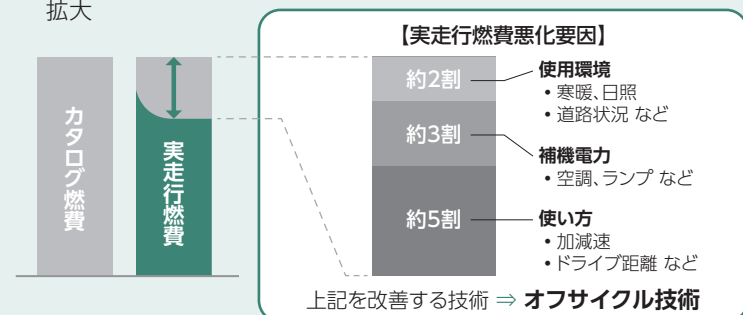 拡大
カタログ燃費
実走行燃費
【実走行燃費悪化要因】
約2割
使用環境
• 寒暖、日照
• 道路状況 など
約3割
補機電力
• 空調、ランプ など
約5割
使い方
• 加減速
• ドライブ距離 など
上記を改善する技術 ⇒ オフサイクル技術